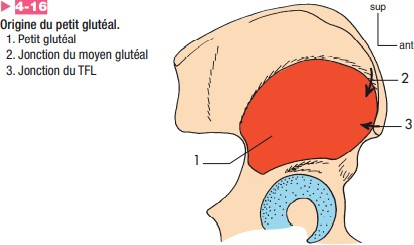 ▶ 4-16
Origine du petit glutéal.
1. Petit glutéal
2. Jonction du moyen glutéal
3. Jonction du TFL
sup
ant
2
3
1